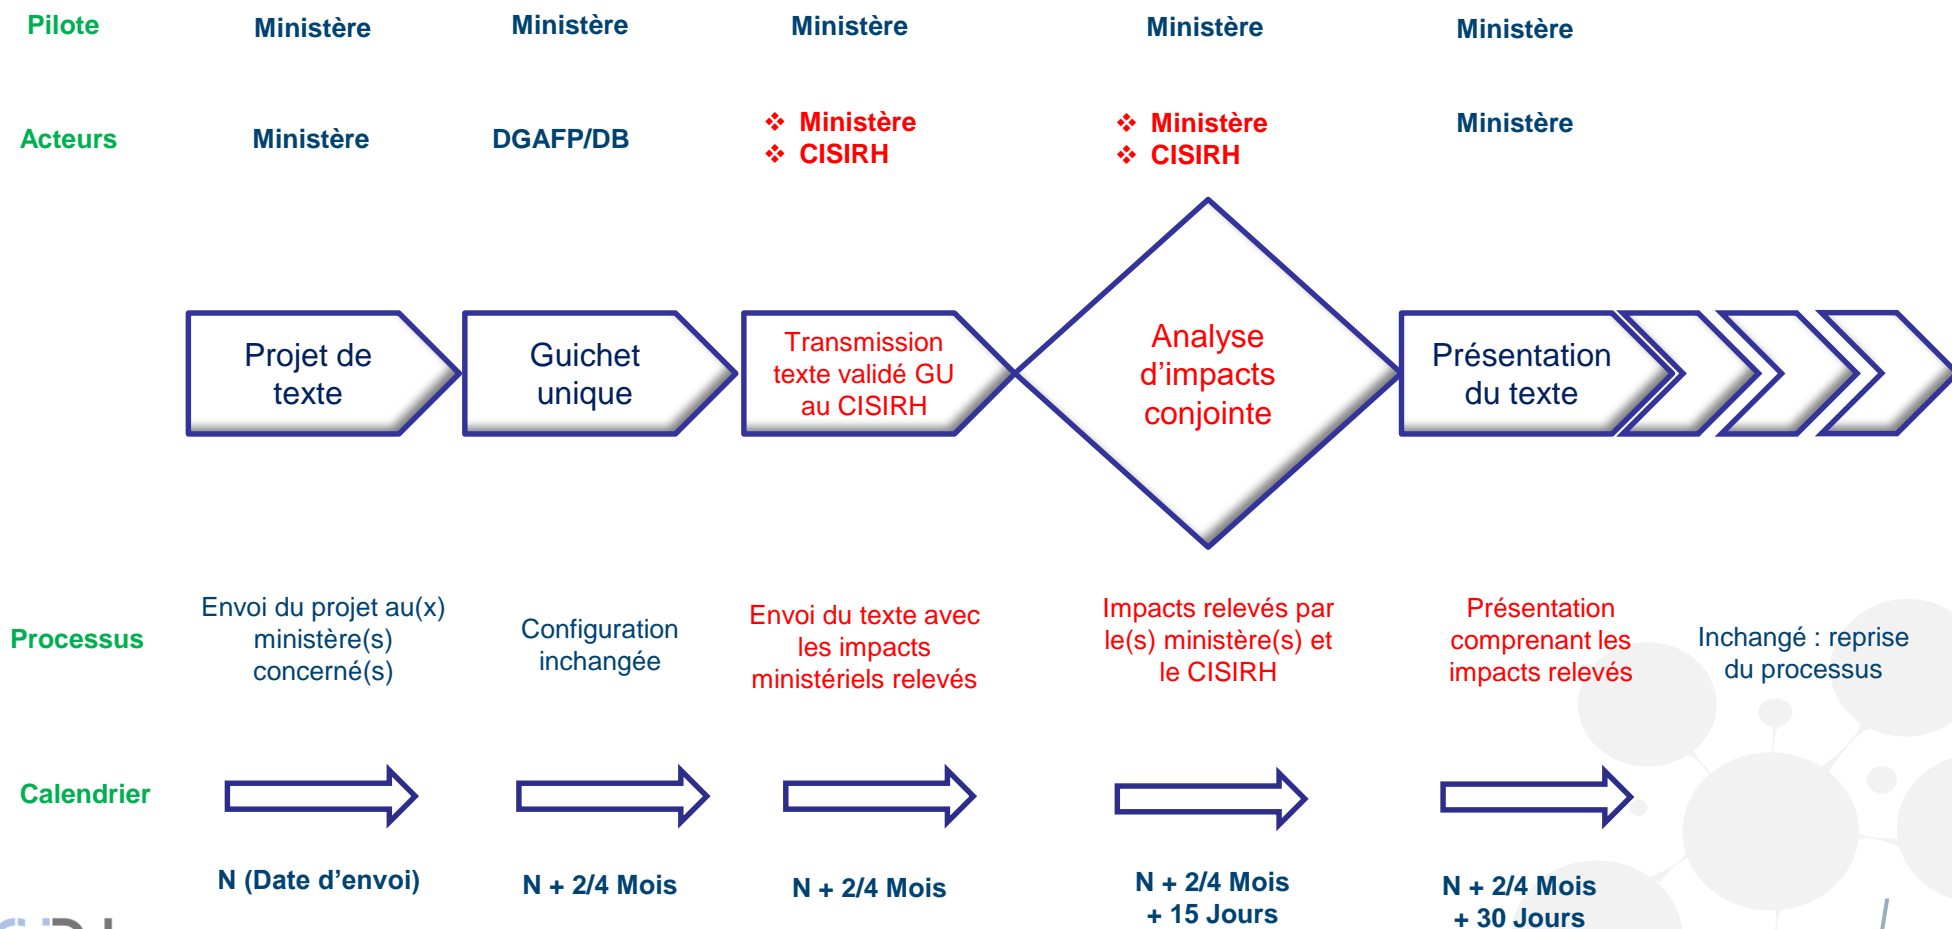 Pilote
Ministère
Ministère
Ministère
Ministère
Ministère
Acteurs
Ministère
DGAFP/DB
❖ Ministère
❖ CISIRH
❖ Ministère
❖ CISIRH
Ministère
Projet de
texte
Guichet
unique
Transmission
texte validé GU
au CISIRH
Analyse
d’impacts
conjointe
Présentation
du texte
Processus
Envoi du projet au(x)
ministère(s)
concerné(s)
Configuration
inchangée
Envoi du texte avec
les impacts
ministériels relevés
Impacts relevés par
le(s) ministère(s) et
le CISIRH
Présentation
comprenant les
impacts relevés
Inchangé : reprise
du processus
Calendrier
N (Date d’envoi)
N + 2/4 Mois
N + 2/4 Mois
N + 2/4 Mois
+ 15 Jours
N + 2/4 Mois
+ 30 Jours